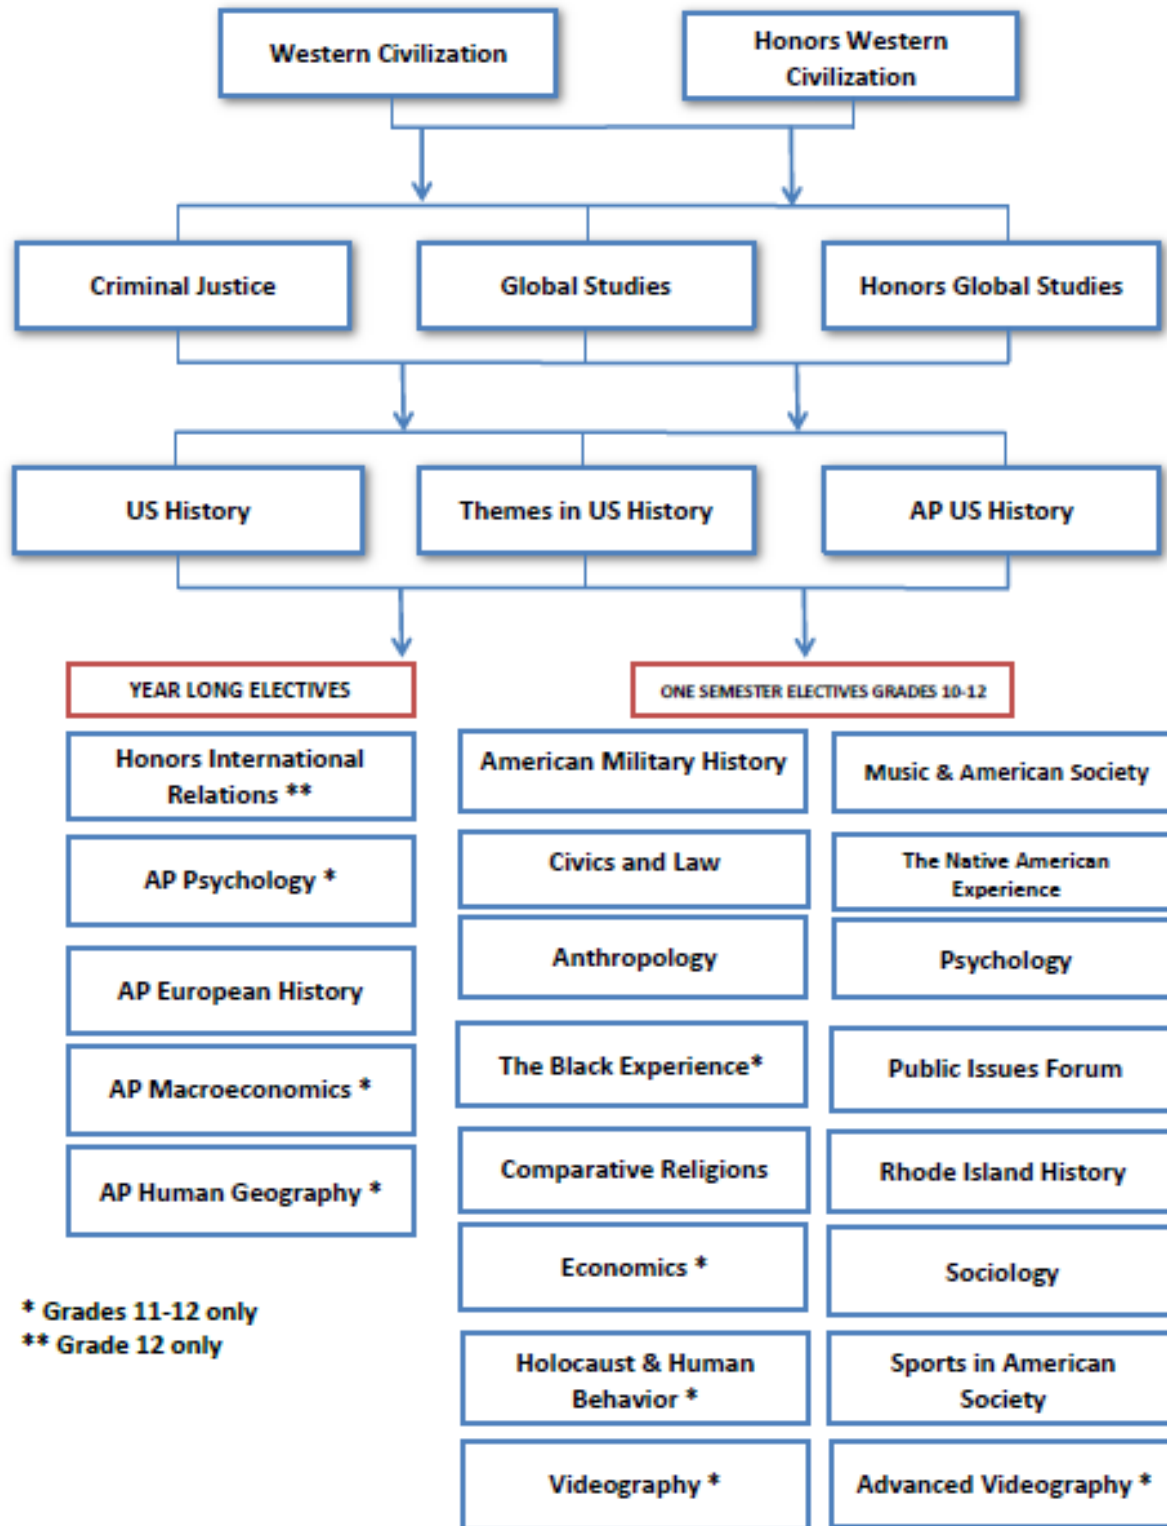 Western Civilization
Honors Western
Civilization
Criminal Justice
Global Studies
Honors Global Studies
US History
Themes in US History
AP US History
YEAR LONG ELECTIVES
Honors International
Relations **
AP Psychology *
AP European History
AP Macroeconomics *
AP Human Geography *
* Grades 11-12 only
** Grade 12 only
ONE SEMESTER ELECTIVES GRADES 10-12
American Military History
Music & American Society
Civics and Law
The Native American
Experience
Anthropology
Psychology
The Black Experience*
Public Issues Forum
Comparative Religions
Rhode Island History
Economics *
Sociology
Holocaust & Human
Behavior *
Sports in American
Society
Videography *
Advanced Videography *